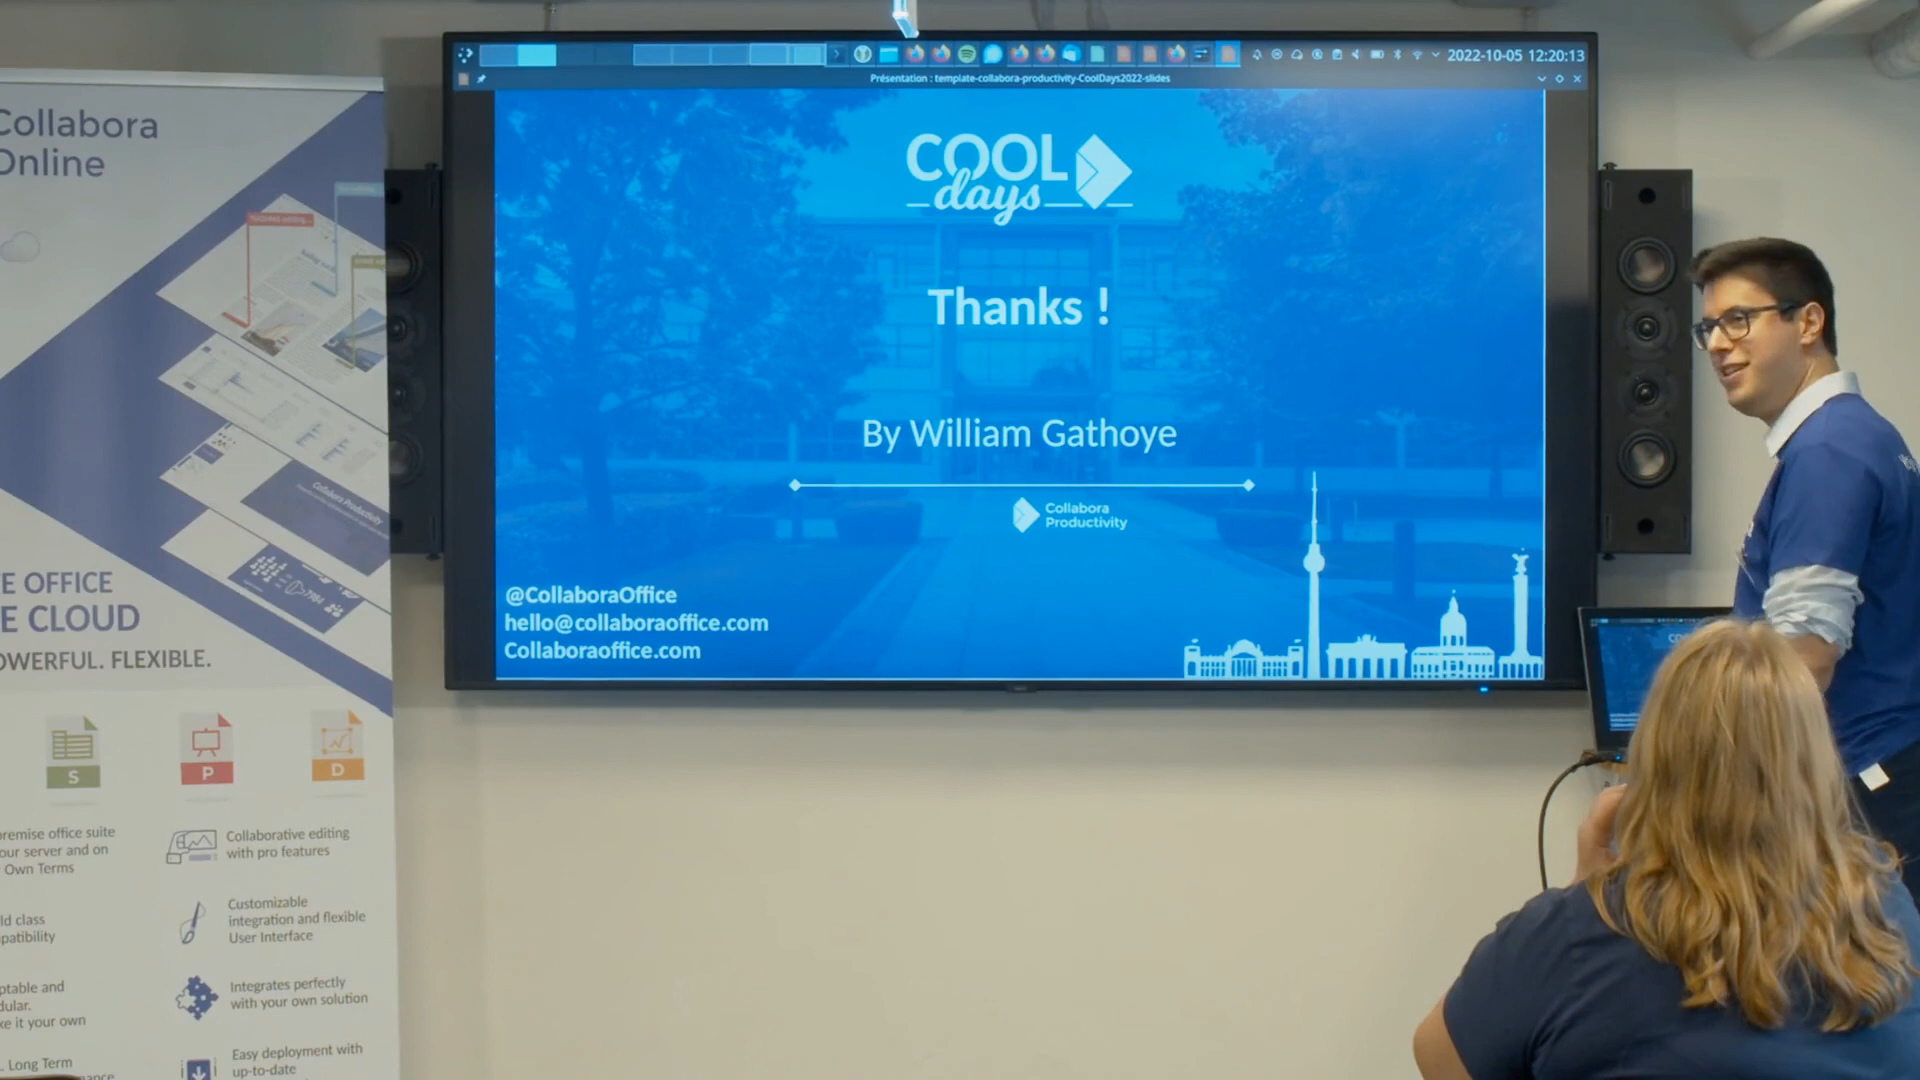 Collabora
Online
E OFFICE
E CLOUD
OWERFUL. FLEXIBLE.
S
P
D
premise office suite
our server and on
Own Terms
ld class
patibility
ptable and
dular.
ke it your own
. Long Term
Collaborative editing
with pro features
Customizable
integration and flexible
User Interface
Integrates perfectly
with your own solution
Easy deployment with
up-to-date
Collabora Productivity
2022-10-05 12:20:13
Présentation : template-collabora-productivity-CoolDays2022-slides
COOL
days
Thanks !
By William Gathoye
Collabora
Productivity
@CollaboraOffice
hello@collaboraoffice.com
Collaboraoffice.com